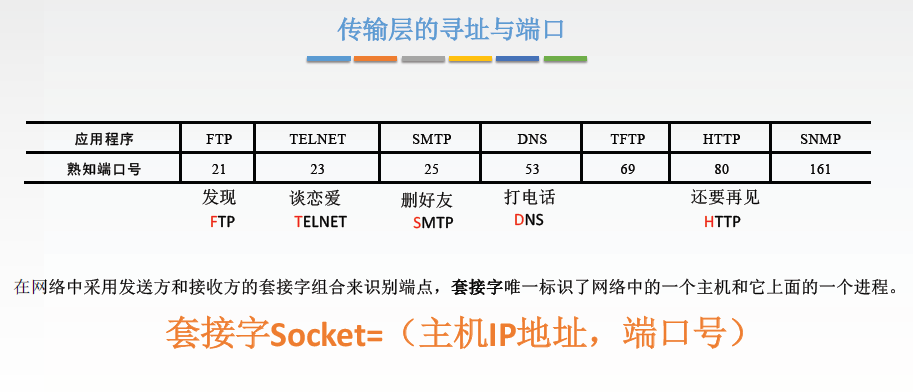 传输层的寻址与端口
应用程序 FTP TELNET SMTP DNS TFTP HTTP SNMP
熟知端口号 21 23 25 53 69 80 161
发现 谈恋爱 删好友 打电话 还要再见
FTP TELNET SMTP DNS HTTP
在网络中采用发送方和接收方的套接字组合来识别端点，套接字唯一标识了网络中的一个主机和它上面的一个进程。
套接字Socket=（主机IP地址，端口号）